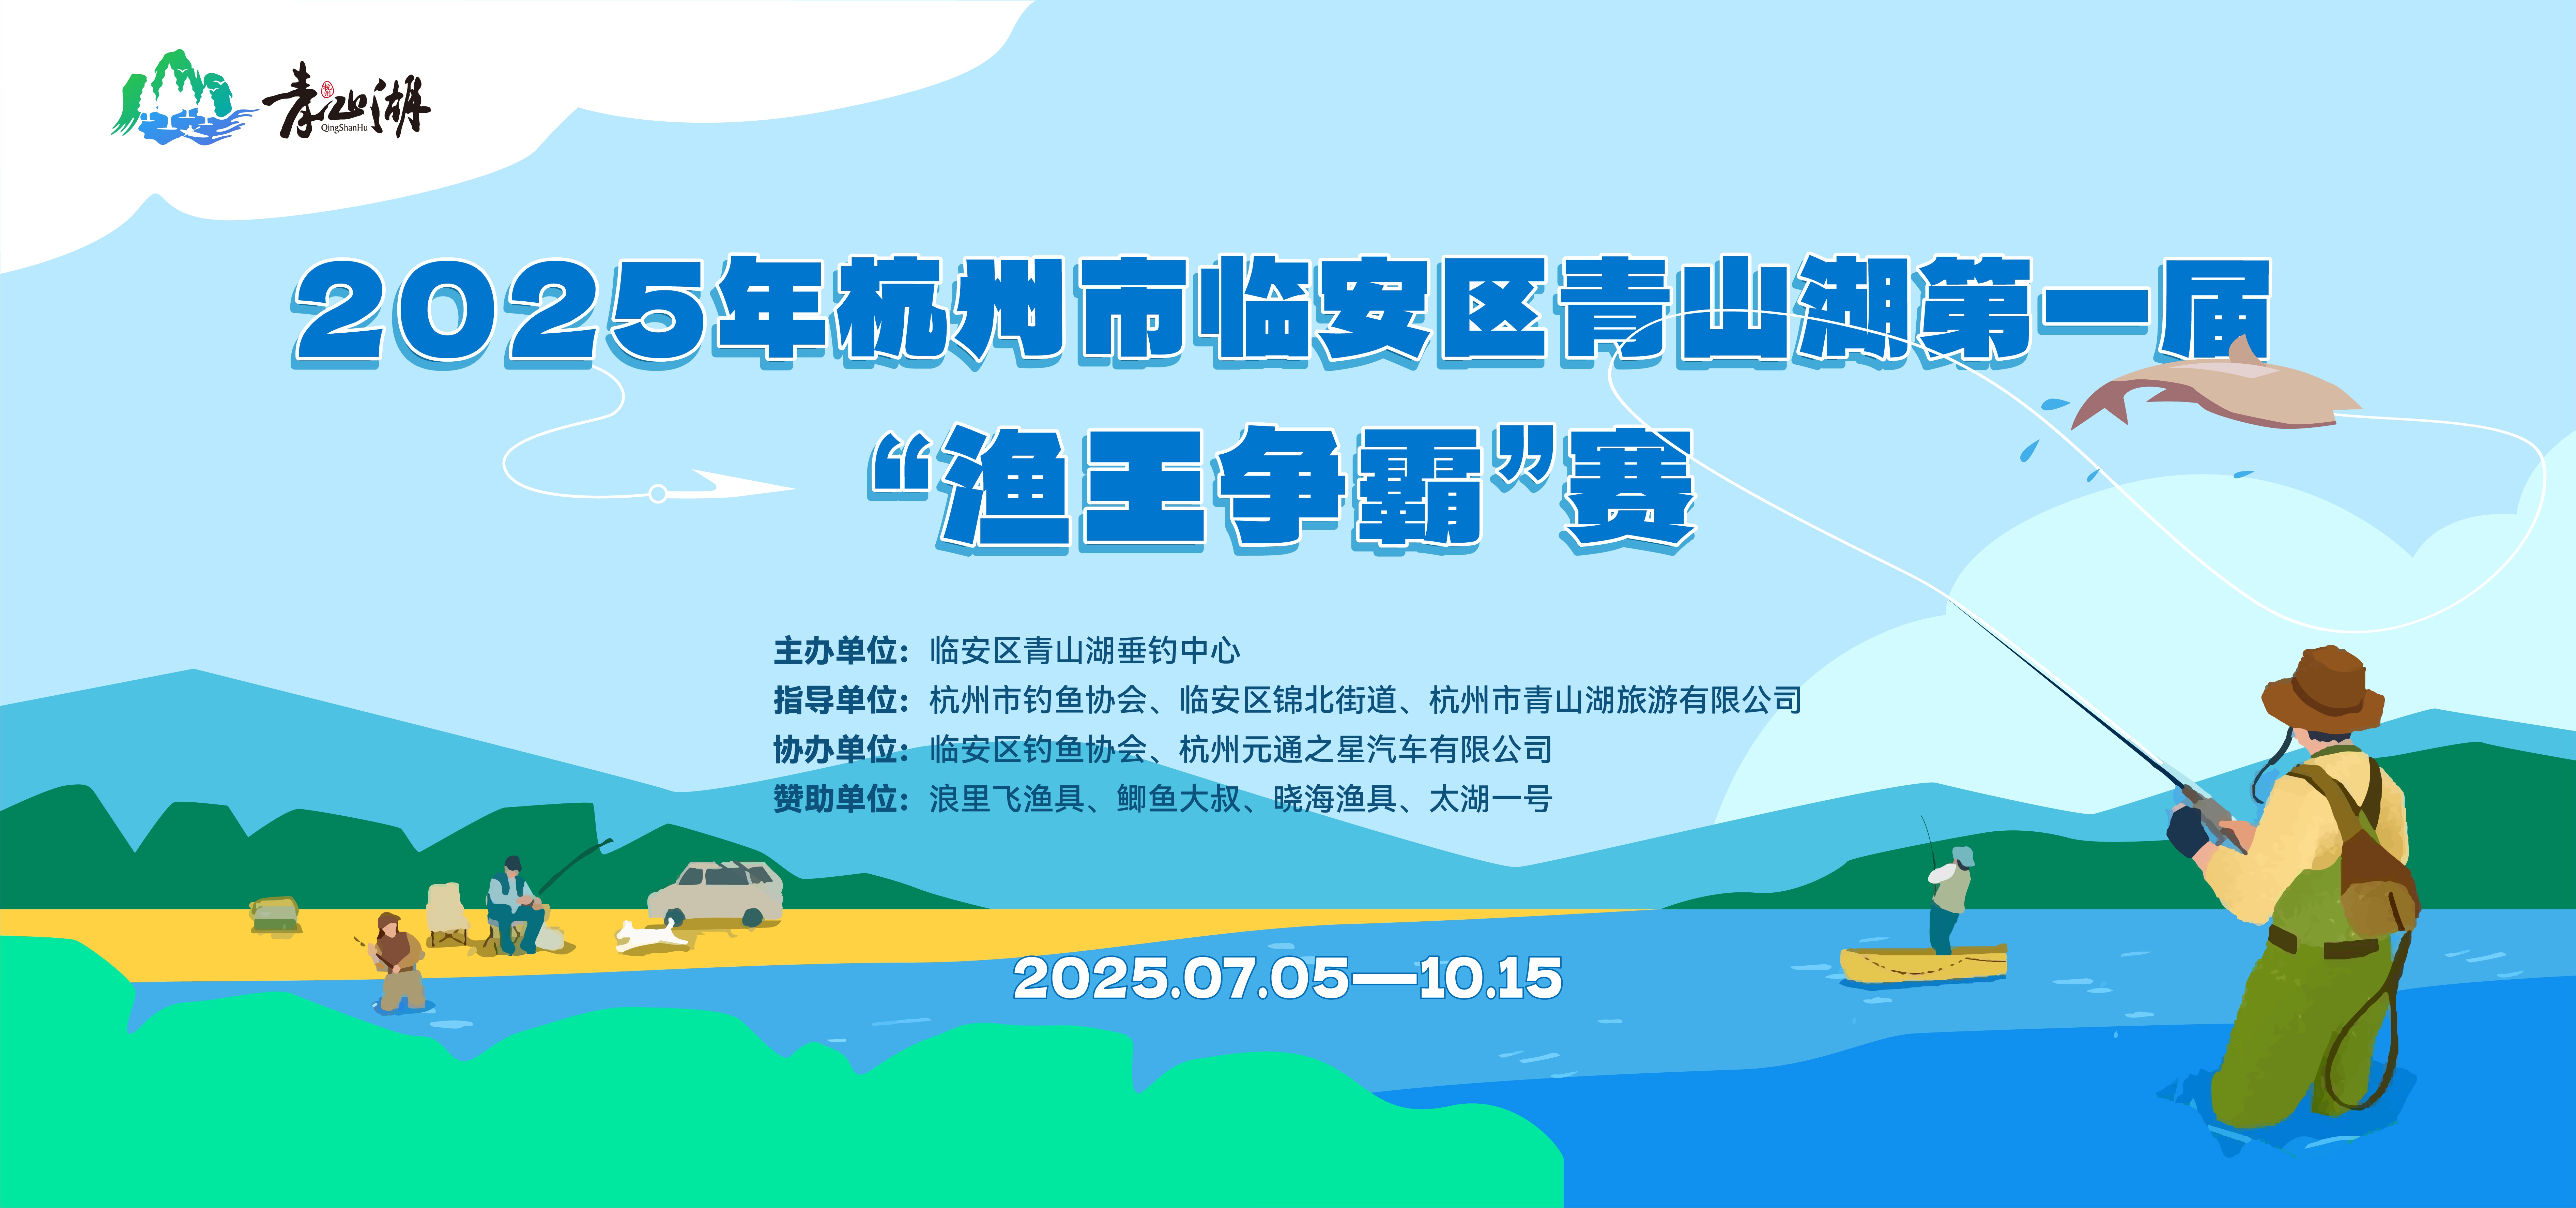 青山湖
QingShanHu
2025年杭州市临安区青山湖第一届
“渔王争霸”赛
主办单位：临安区青山湖垂钓中心
指导单位：杭州市钓鱼协会、临安区锦北街道、杭州市青山湖旅游有限公司
协办单位：临安区钓鱼协会、杭州元通之星汽车有限公司
赞助单位：浪里飞渔具、鲫鱼大叔、晓海渔具、太湖一号
2025.07.05—10.15